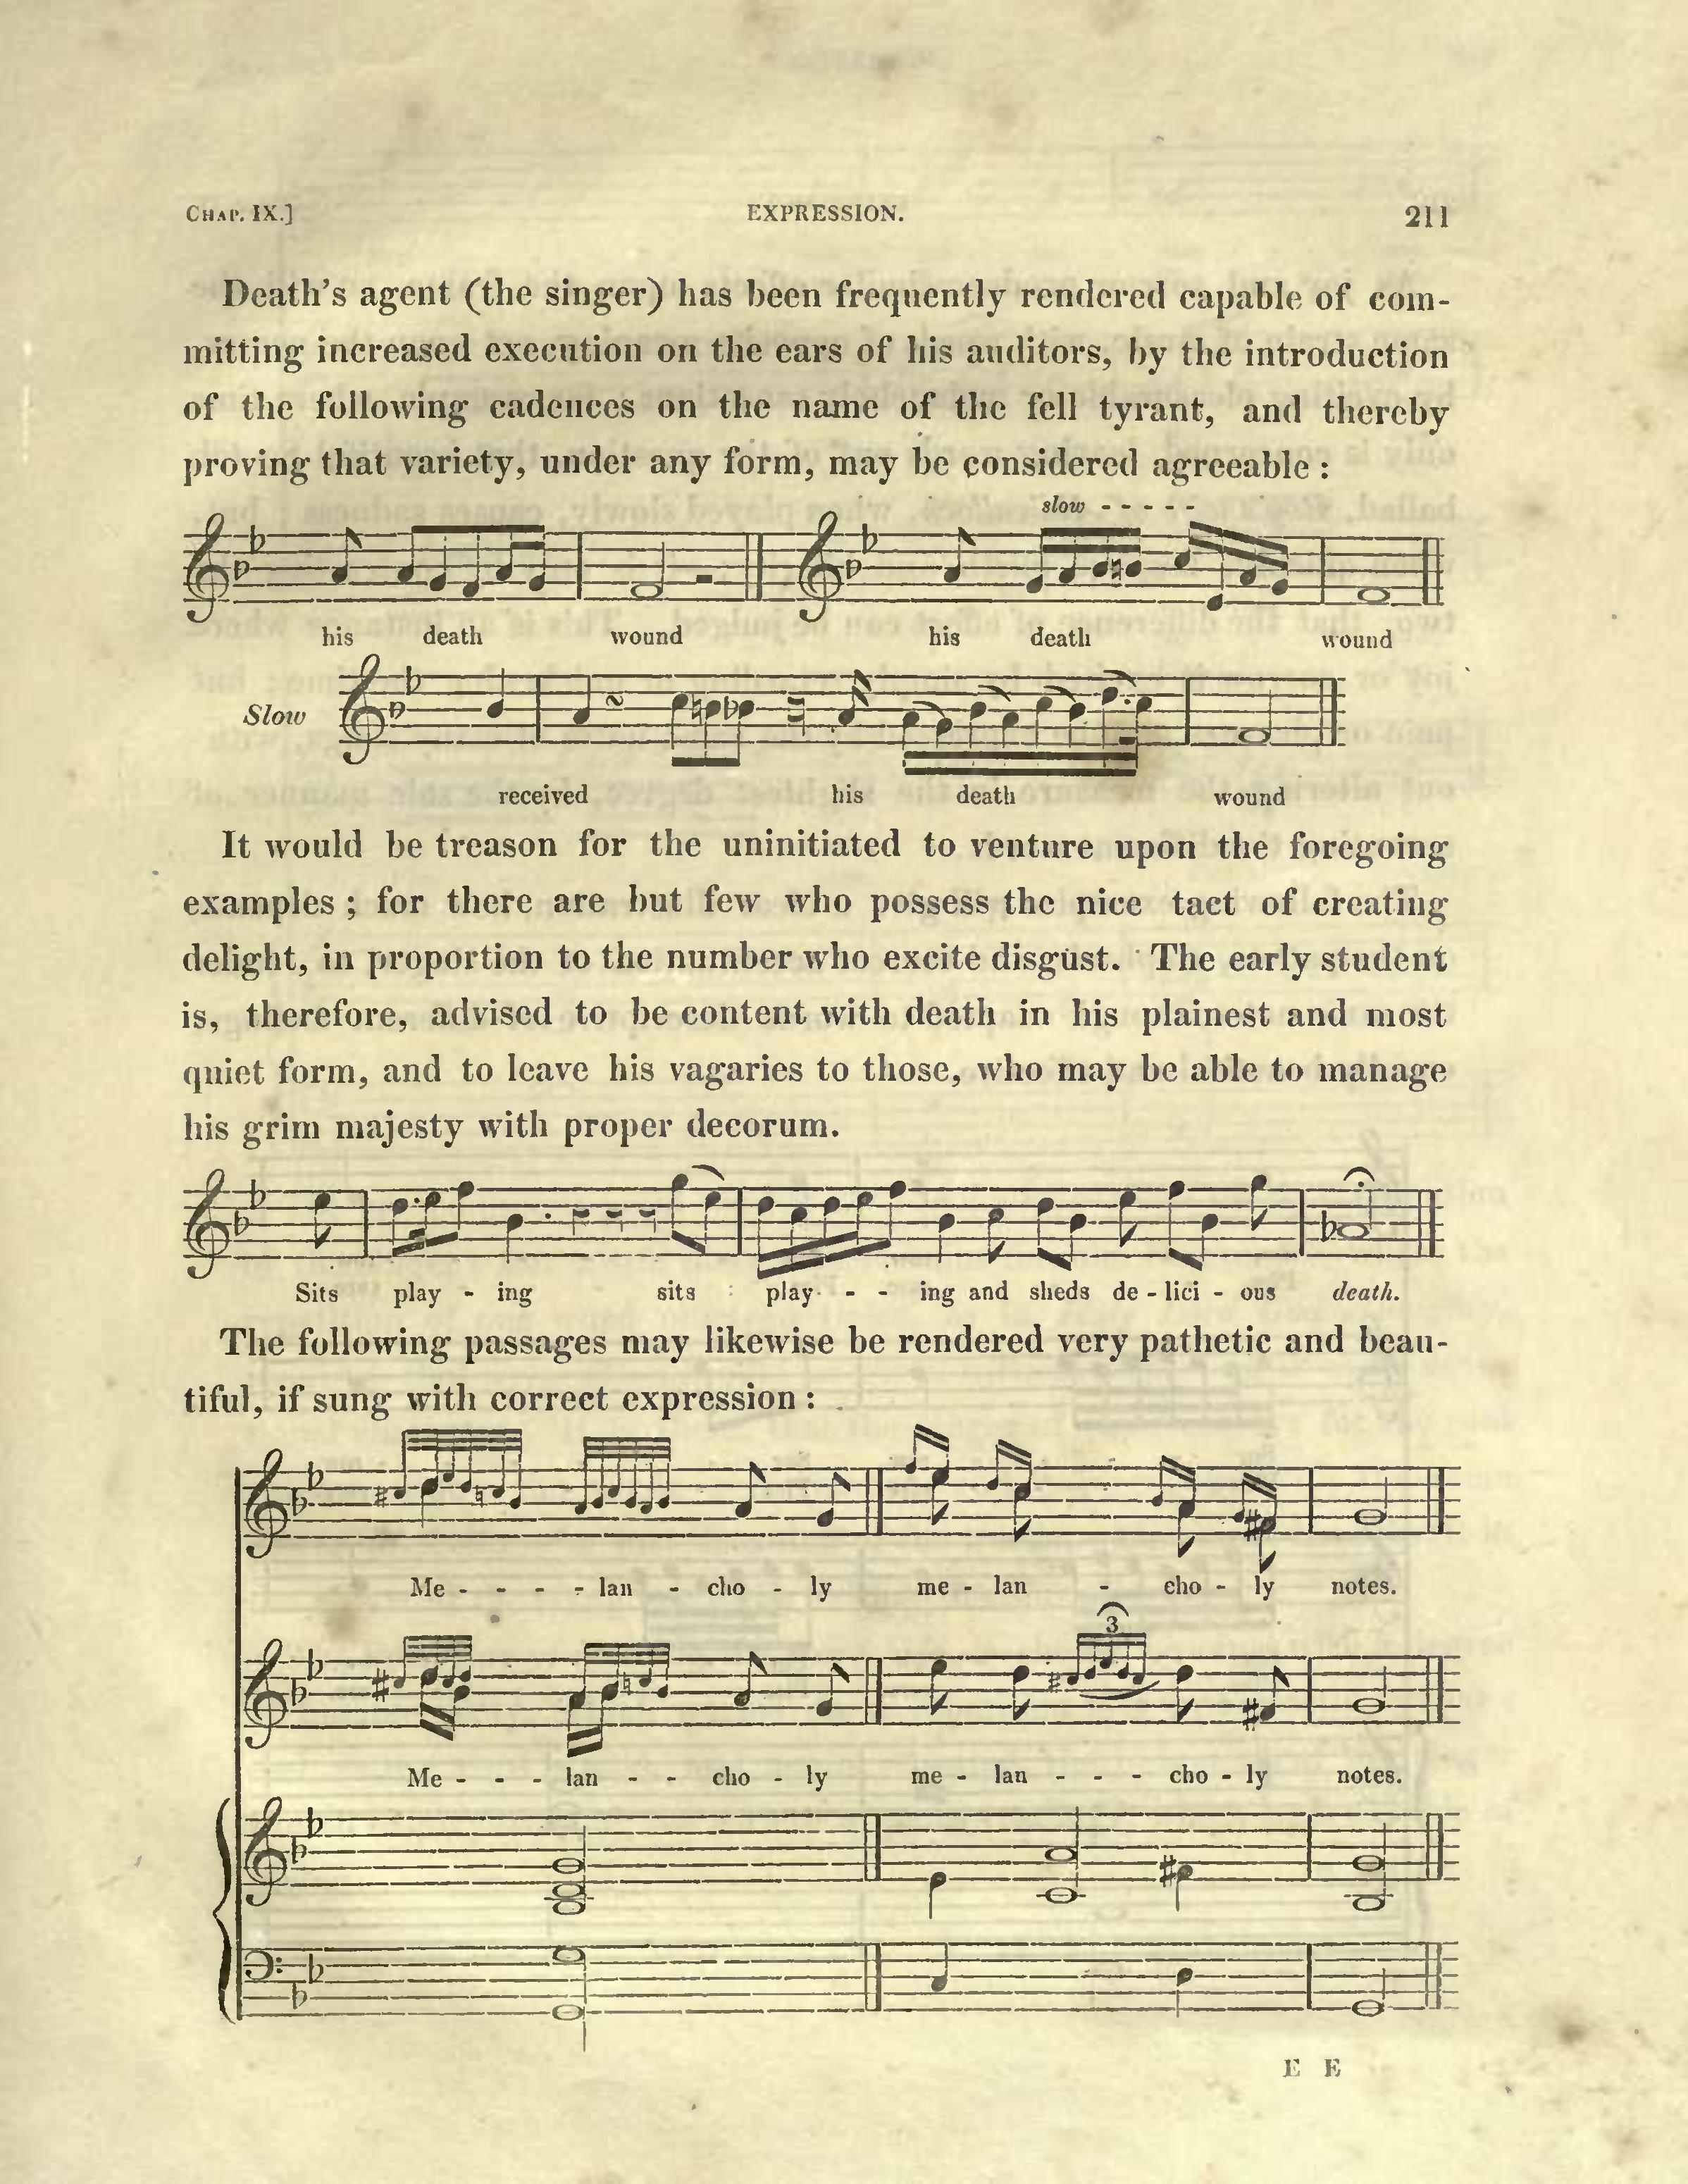 CHAP. IX.] EXPRESSION. 211
Death's agent (the singer) has been frequently rendered capable of com-
mitting increased execution on the ears of his auditors, by the introduction
of the following cadences on the name of the fell tyrant, and thereby
proving that variety, under any form, may be considered agreeable :
slow - - - - -
his death wound his death wound
Slow
received his death wound
It would be treason for the uninitiated to venture upon the foregoing
examples ; for there are but few who possess the nice tact of creating
delight, in proportion to the number who excite disgust. The early student
is, therefore, advised to be content with death in his plainest and most
quiet form, and to leave his vagaries to those, who may be able to manage
his grim majesty with proper decorum.
Sits play - ing sits play - - - ing and sheds de - lici - ous death.
The following passages may likewise be rendered very pathetic and beau-
tiful, if sung with correct expression :
Me - - - - lan - cho - ly me - lan - cho - ly notes.
3
Me - - - lan - - cho - ly me - lan - - - cho - ly notes.
E E